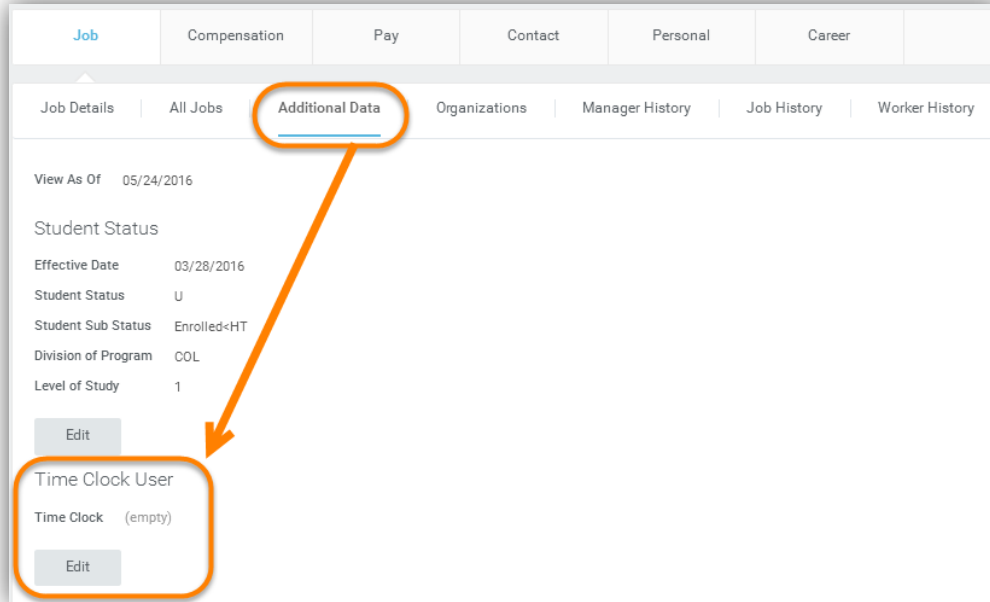 Job Compensation Pay Contact Personal Career
Job Details All Jobs Additional Data Organizations Manager History Job History Worker History
View As Of 05/24/2016
Student Status
Effective Date 03/28/2016
Student Status U
Student Sub Status Enrolled<HT
Division of Program COL
Level of Study 1
Edit
Time Clock User
Time Clock (empty)
Edit